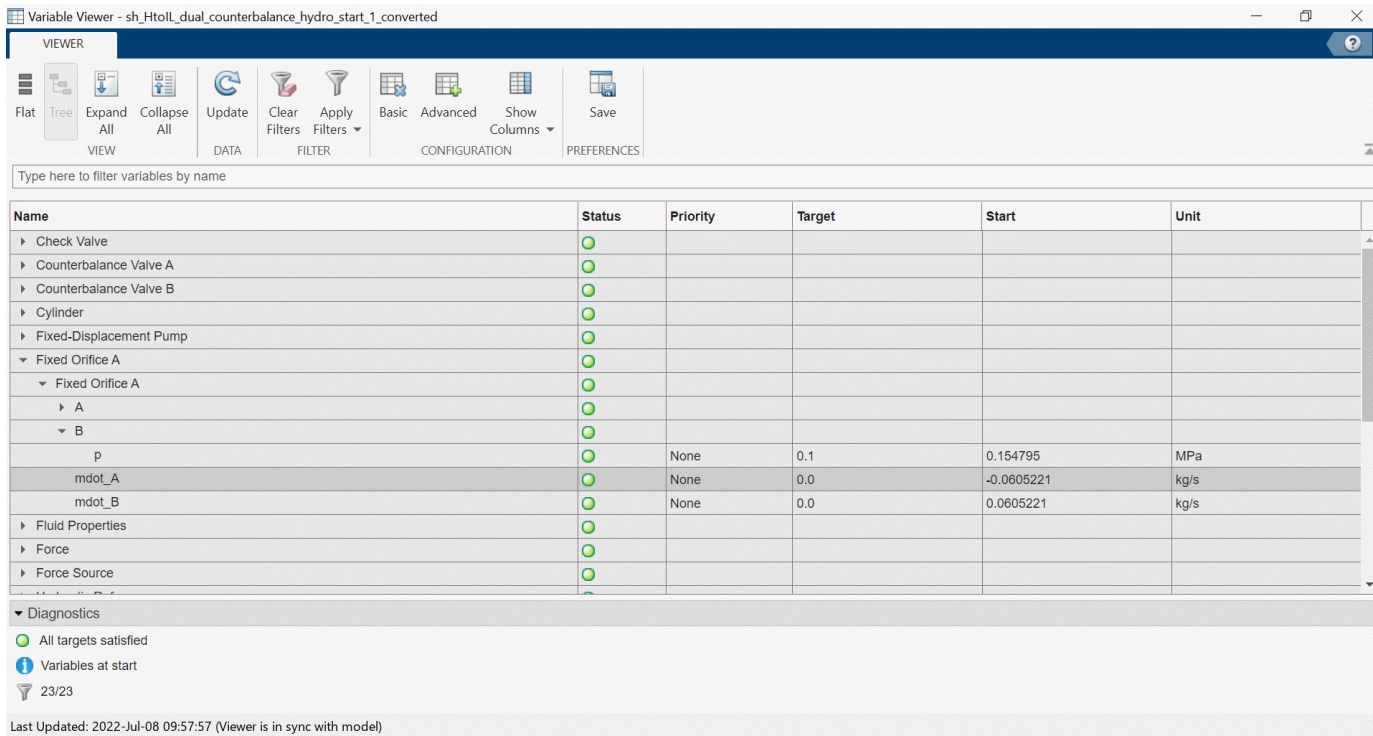 Variable Viewer - sh_HtoIL_dual_counterbalance_hydro_start_1_converted
VIEWER
?
Flat Tree Expand All Collapse All Update Clear Filters Apply Filters Basic Advanced Show Columns Save
VIEW DATA FILTER CONFIGURATION PREFERENCES
Type here to filter variables by name
Name Status Priority Target Start Unit
Check Valve
Counterbalance Valve A
Counterbalance Valve B
Cylinder
Fixed-Displacement Pump
Fixed Orifice A
Fixed Orifice A
A
B
p None 0.1 0.154795 MPa
mdot_A None 0.0 -0.0605221 kg/s
mdot_B None 0.0 0.0605221 kg/s
Fluid Properties
Force
Force Source
Diagnostics
All targets satisfied
Variables at start
23/23
Last Updated: 2022-Jul-08 09:57:57 (Viewer is in sync with model)